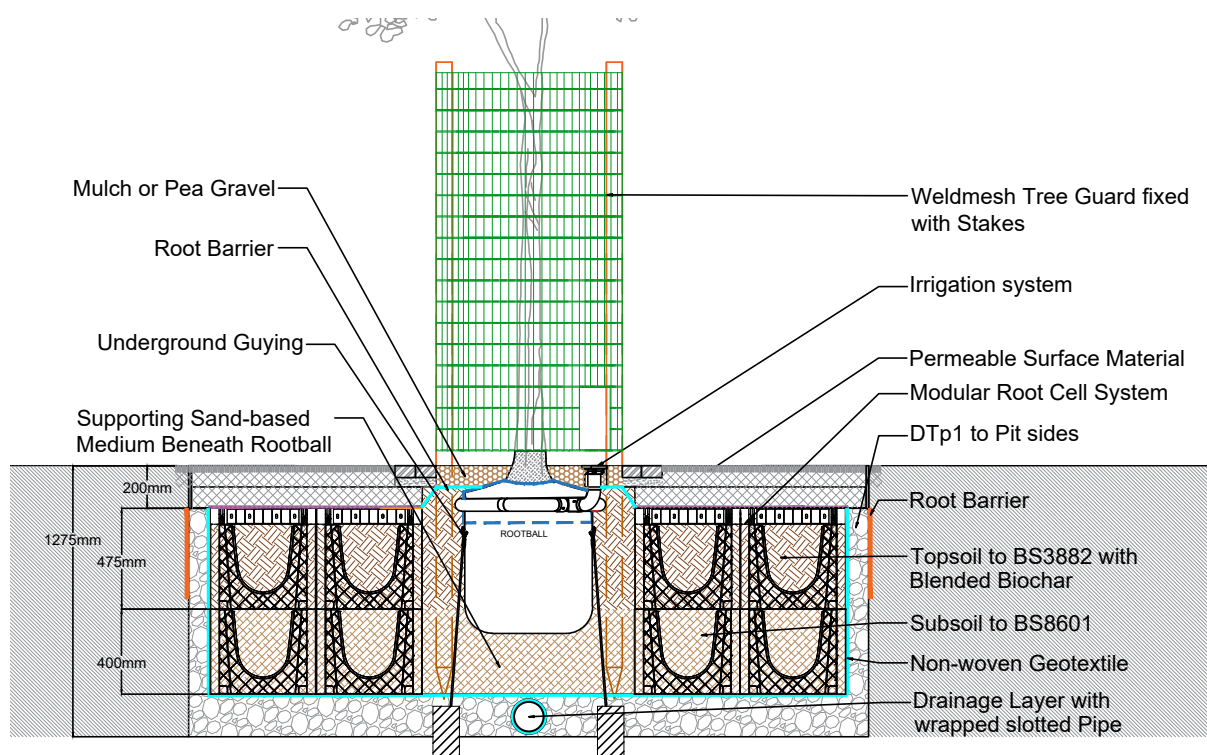 Mulch or Pea Gravel
Root Barrier
Underground Guying
Supporting Sand-based
Medium Beneath Rootball
200mm
1275mm
475mm
400mm
ROOTBALL
Weldmesh Tree Guard fixed
with Stakes
Irrigation system
Permeable Surface Material
Modular Root Cell System
DTp1 to Pit sides
Root Barrier
Topsoil to BS3882 with
Blended Biochar
Subsoil to BS8601
Non-woven Geotextile
Drainage Layer with
wrapped slotted Pipe